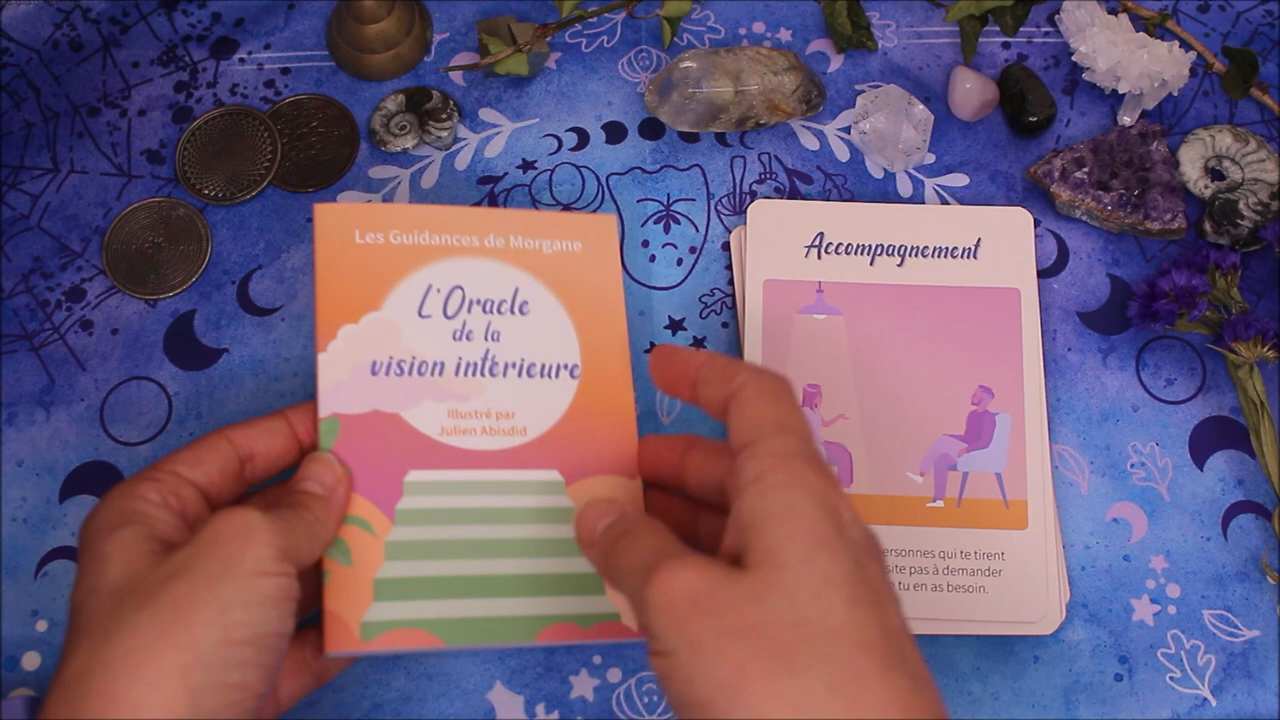 Les Guidances de Morgane
L'Oracle
de la
vision intérieure
Illustré par
Julien Abisdid
Accompagnement
personnes qui te tirent
pas à demander
tu en as besoin.